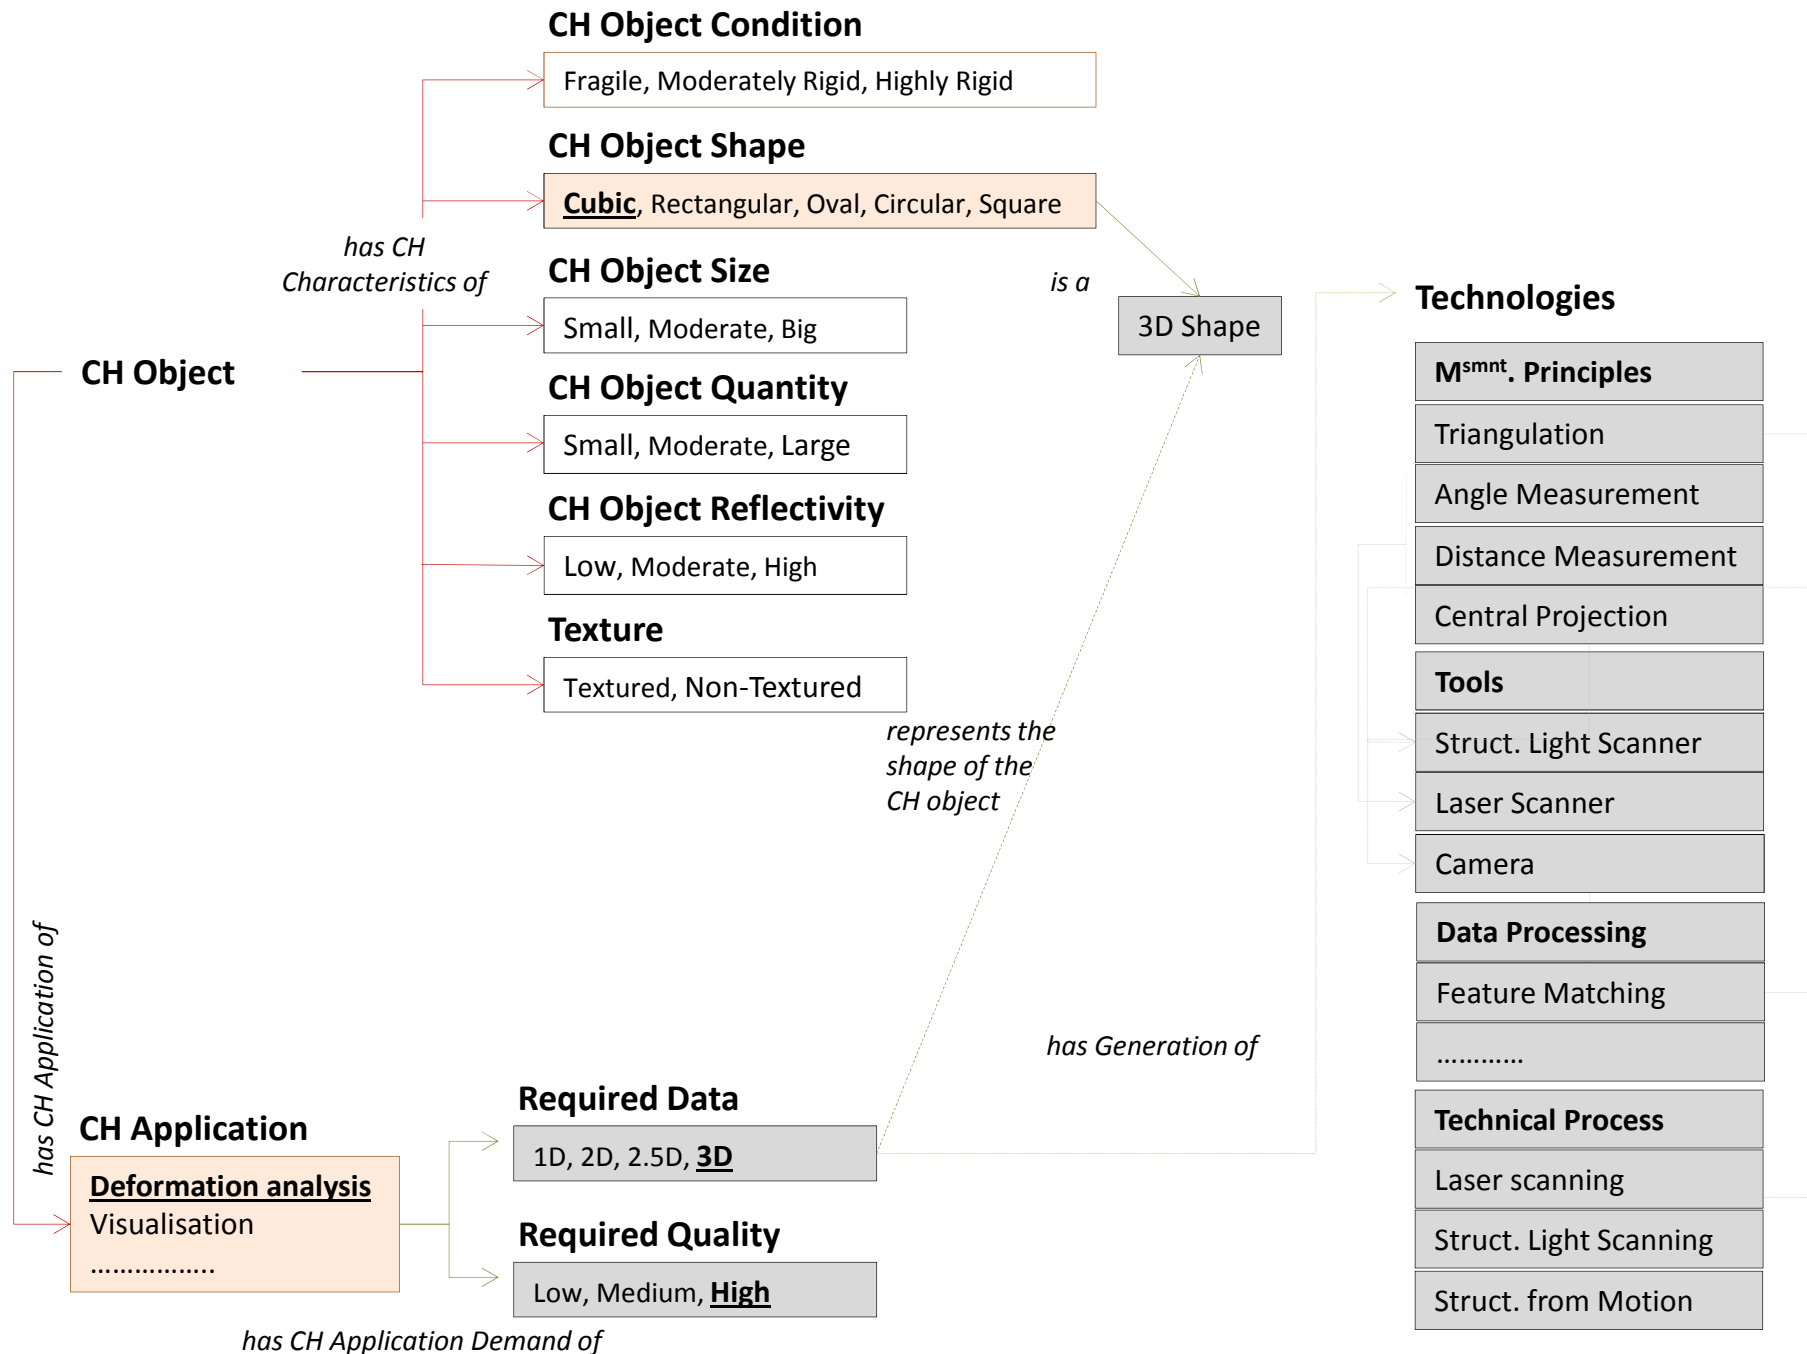 CH Object Condition
Fragile, Moderately Rigid, Highly Rigid
CH Object Shape
Cubic, Rectangular, Oval, Circular, Square
has CH
Characteristics of
CH Object Size
Small, Moderate, Big
is a
3D Shape
CH Object
CH Object Quantity
Small, Moderate, Large
CH Object Reflectivity
Low, Moderate, High
Texture
Textured, Non-Textured
represents the
shape of the
CH object
has CH Application of
CH Application
Deformation analysis
Visualisation
................
Required Data
1D, 2D, 2.5D, 3D
Required Quality
Low, Medium, High
has CH Application Demand of
has Generation of
Technologies
Msmnt. Principles
Triangulation
Angle Measurement
Distance Measurement
Central Projection
Tools
Struct. Light Scanner
Laser Scanner
Camera
Data Processing
Feature Matching
............
Technical Process
Laser scanning
Struct. Light Scanning
Struct. from Motion